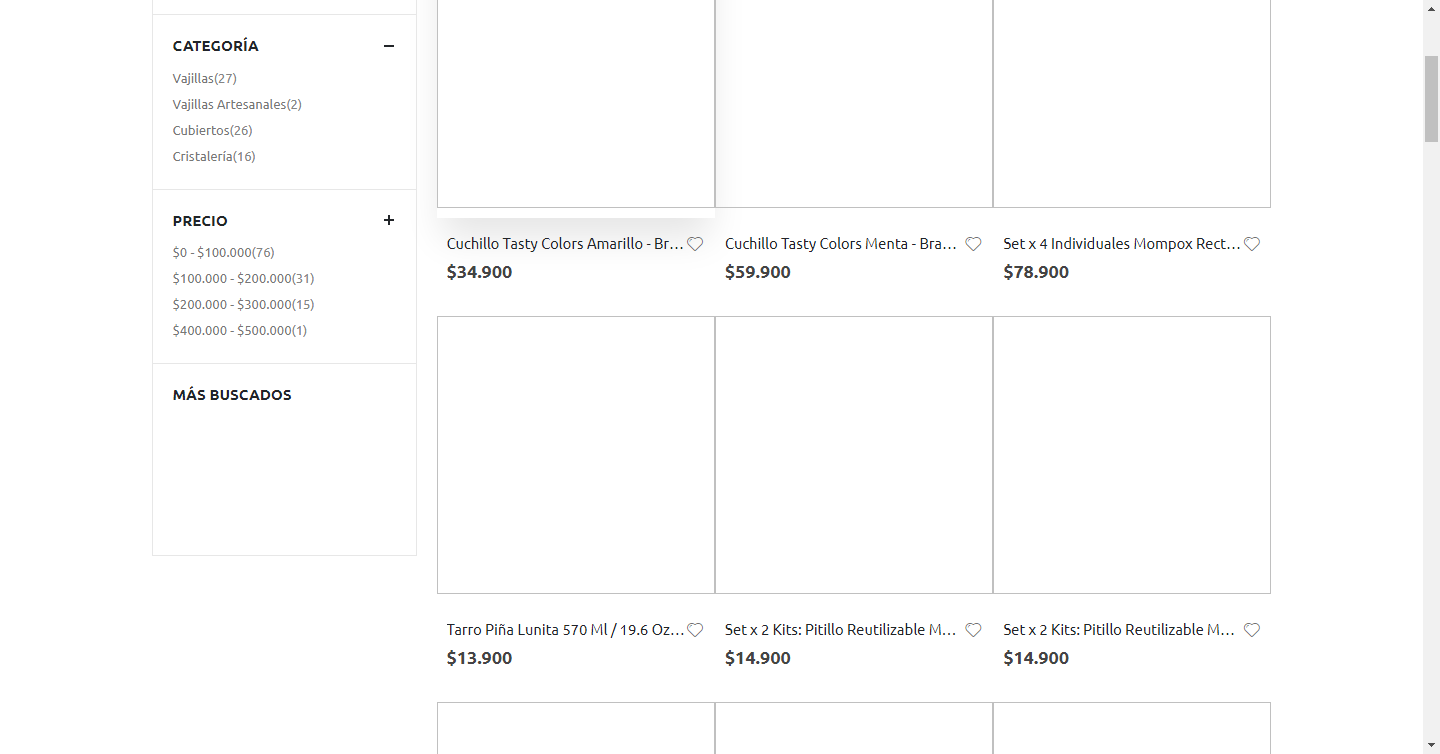 CATEGORÍA
Vajillas(27)
Vajillas Artesanales(2)
Cubiertos(26)
Cristalería(16)
PRECIO
$0 - $100.000(76)
$100.000 - $200.000(31)
$200.000 - $300.000(15)
$400.000 - $500.000(1)
MÁS BUSCADOS
Cuchillo Tasty Colors Amarillo - Br...
$34.900
Cuchillo Tasty Colors Menta - Bra...
$59.900
Set x 4 Individuales Mompox Rect...
$78.900
Tarro Piña Lunita 570 Ml / 19.6 Oz...
$13.900
Set x 2 Kits: Pitillo Reutilizable M...
$14.900
Set x 2 Kits: Pitillo Reutilizable M...
$14.900